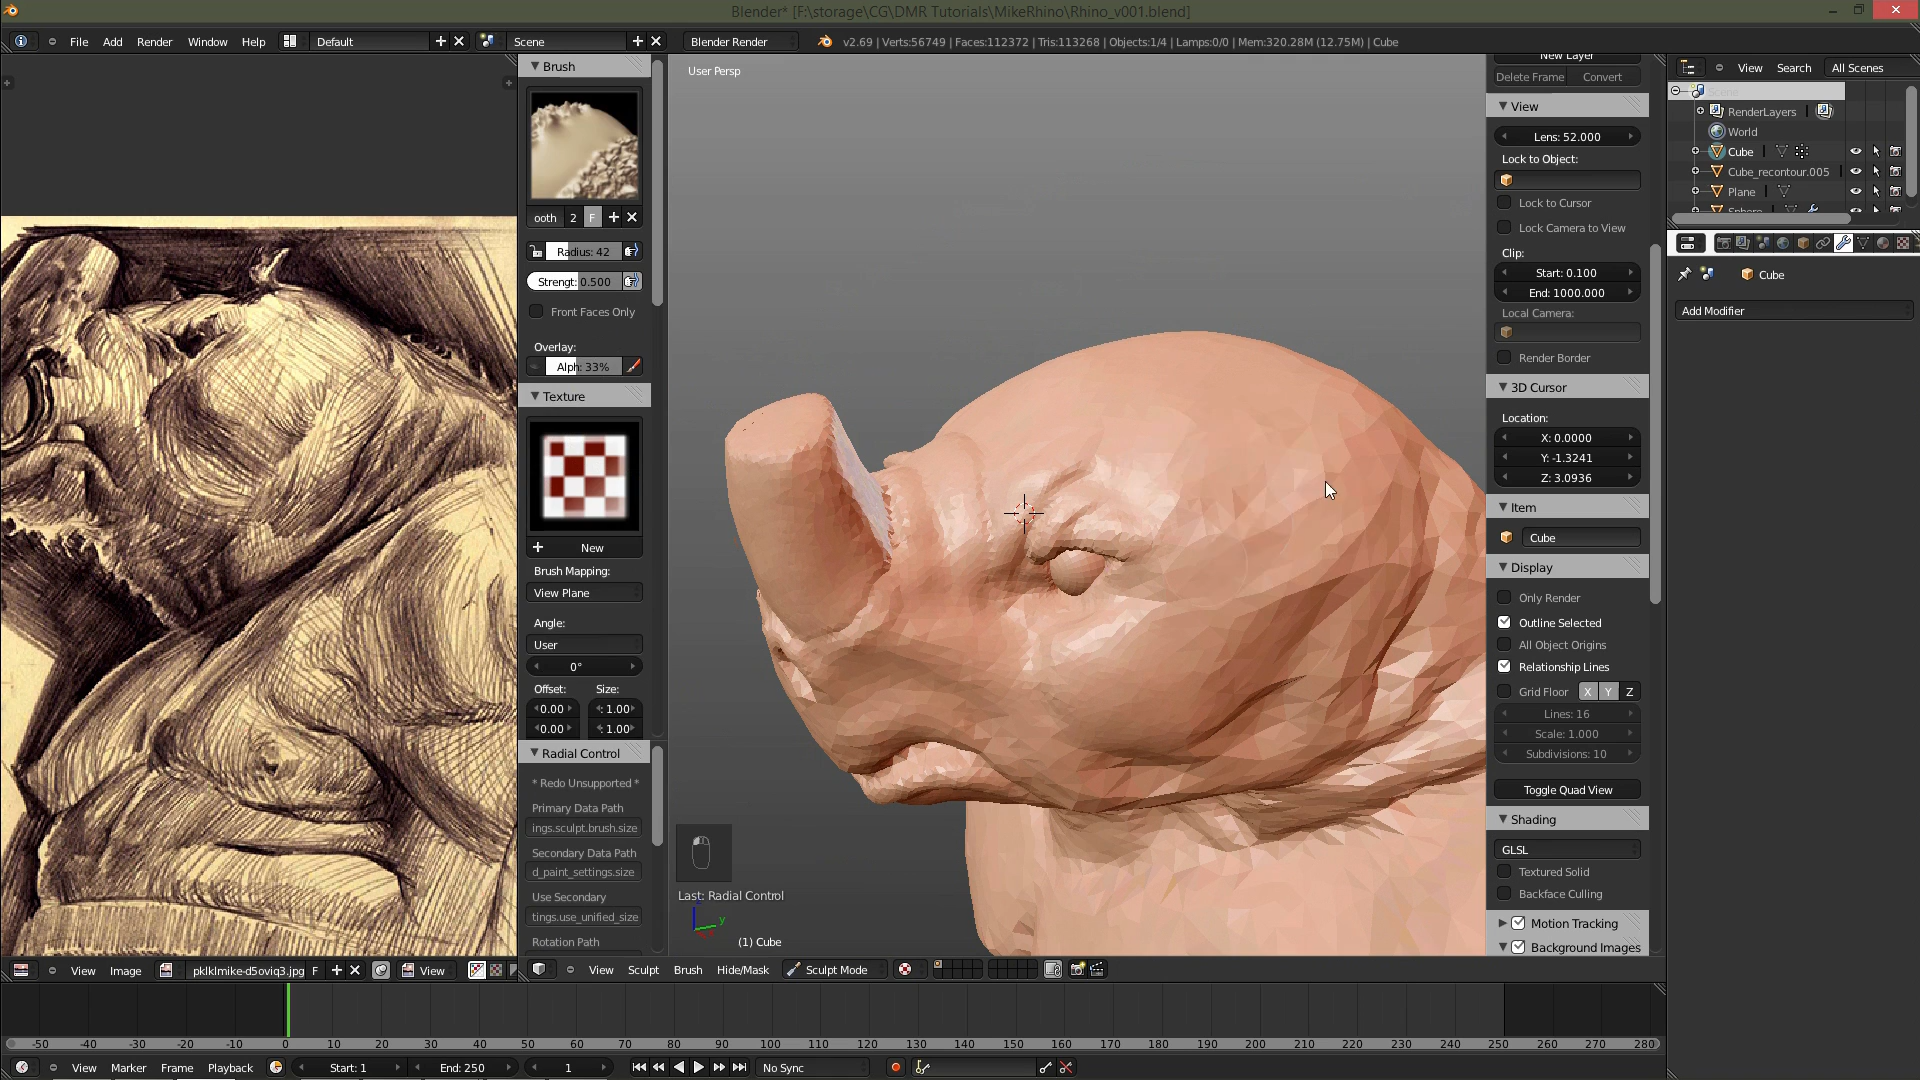 Blender* [F:\storage\CG\DMR Tutorials\MikeRhino\Rhino_v001.blend]
File Add Render Window Help Default Scene Blender Render v2.69 | Verts:56749 | Faces:112372 | Tris:113268 | Objects:1/4 | Lamps:0/0 | Mem:320.28M (12.75M) | Cube
Brush
ooth 2 F
Radius: 42
Strengt: 0.500
Front Faces Only
Overlay:
Alph: 33%
Texture
New
Brush Mapping:
View Plane
Angle:
User
0°
Offset: Size:
0.00 : 1.00
0.00 : 1.00
Radial Control
* Redo Unsupported *
Primary Data Path
ings.sculpt.brush.size
Secondary Data Path
d_paint_settings.size
Use Secondary
tings.use_unified_size
Rotation Path
User Persp
Last: Radial Control
y
(1) Cube
New Layer
Delete Frame Convert
View
Lens: 52.000
Lock to Object:
Lock to Cursor
Lock Camera to View
Clip:
Start: 0.100
End: 1000.000
Local Camera:
Render Border
3D Cursor
Location:
X: 0.0000
Y: -1.3241
Z: 3.0936
Item
Cube
Display
Only Render
Outline Selected
All Object Origins
Relationship Lines
Grid Floor X Y Z
Lines: 16
Scale: 1.000
Subdivisions: 10
Toggle Quad View
Shading
GLSL
Textured Solid
Backface Culling
Motion Tracking
Background Images
View Search All Scenes
Scene
RenderLayers
World
Cube
Cube_recontour.005
Plane
Sphere
Cube
Add Modifier
View Image pklklmike-d5oviq3.jpg F View
View Sculpt Brush Hide/Mask Sculpt Mode
-50 -40 -30 -20 -10 0 10 20 30 40 50 60 70 80 90 100 110 120 130 140 150 160 170 180 190 200 210 220 230 240 250 260 270 280
View Marker Frame Playback Start: 1 End: 250 1 No Sync